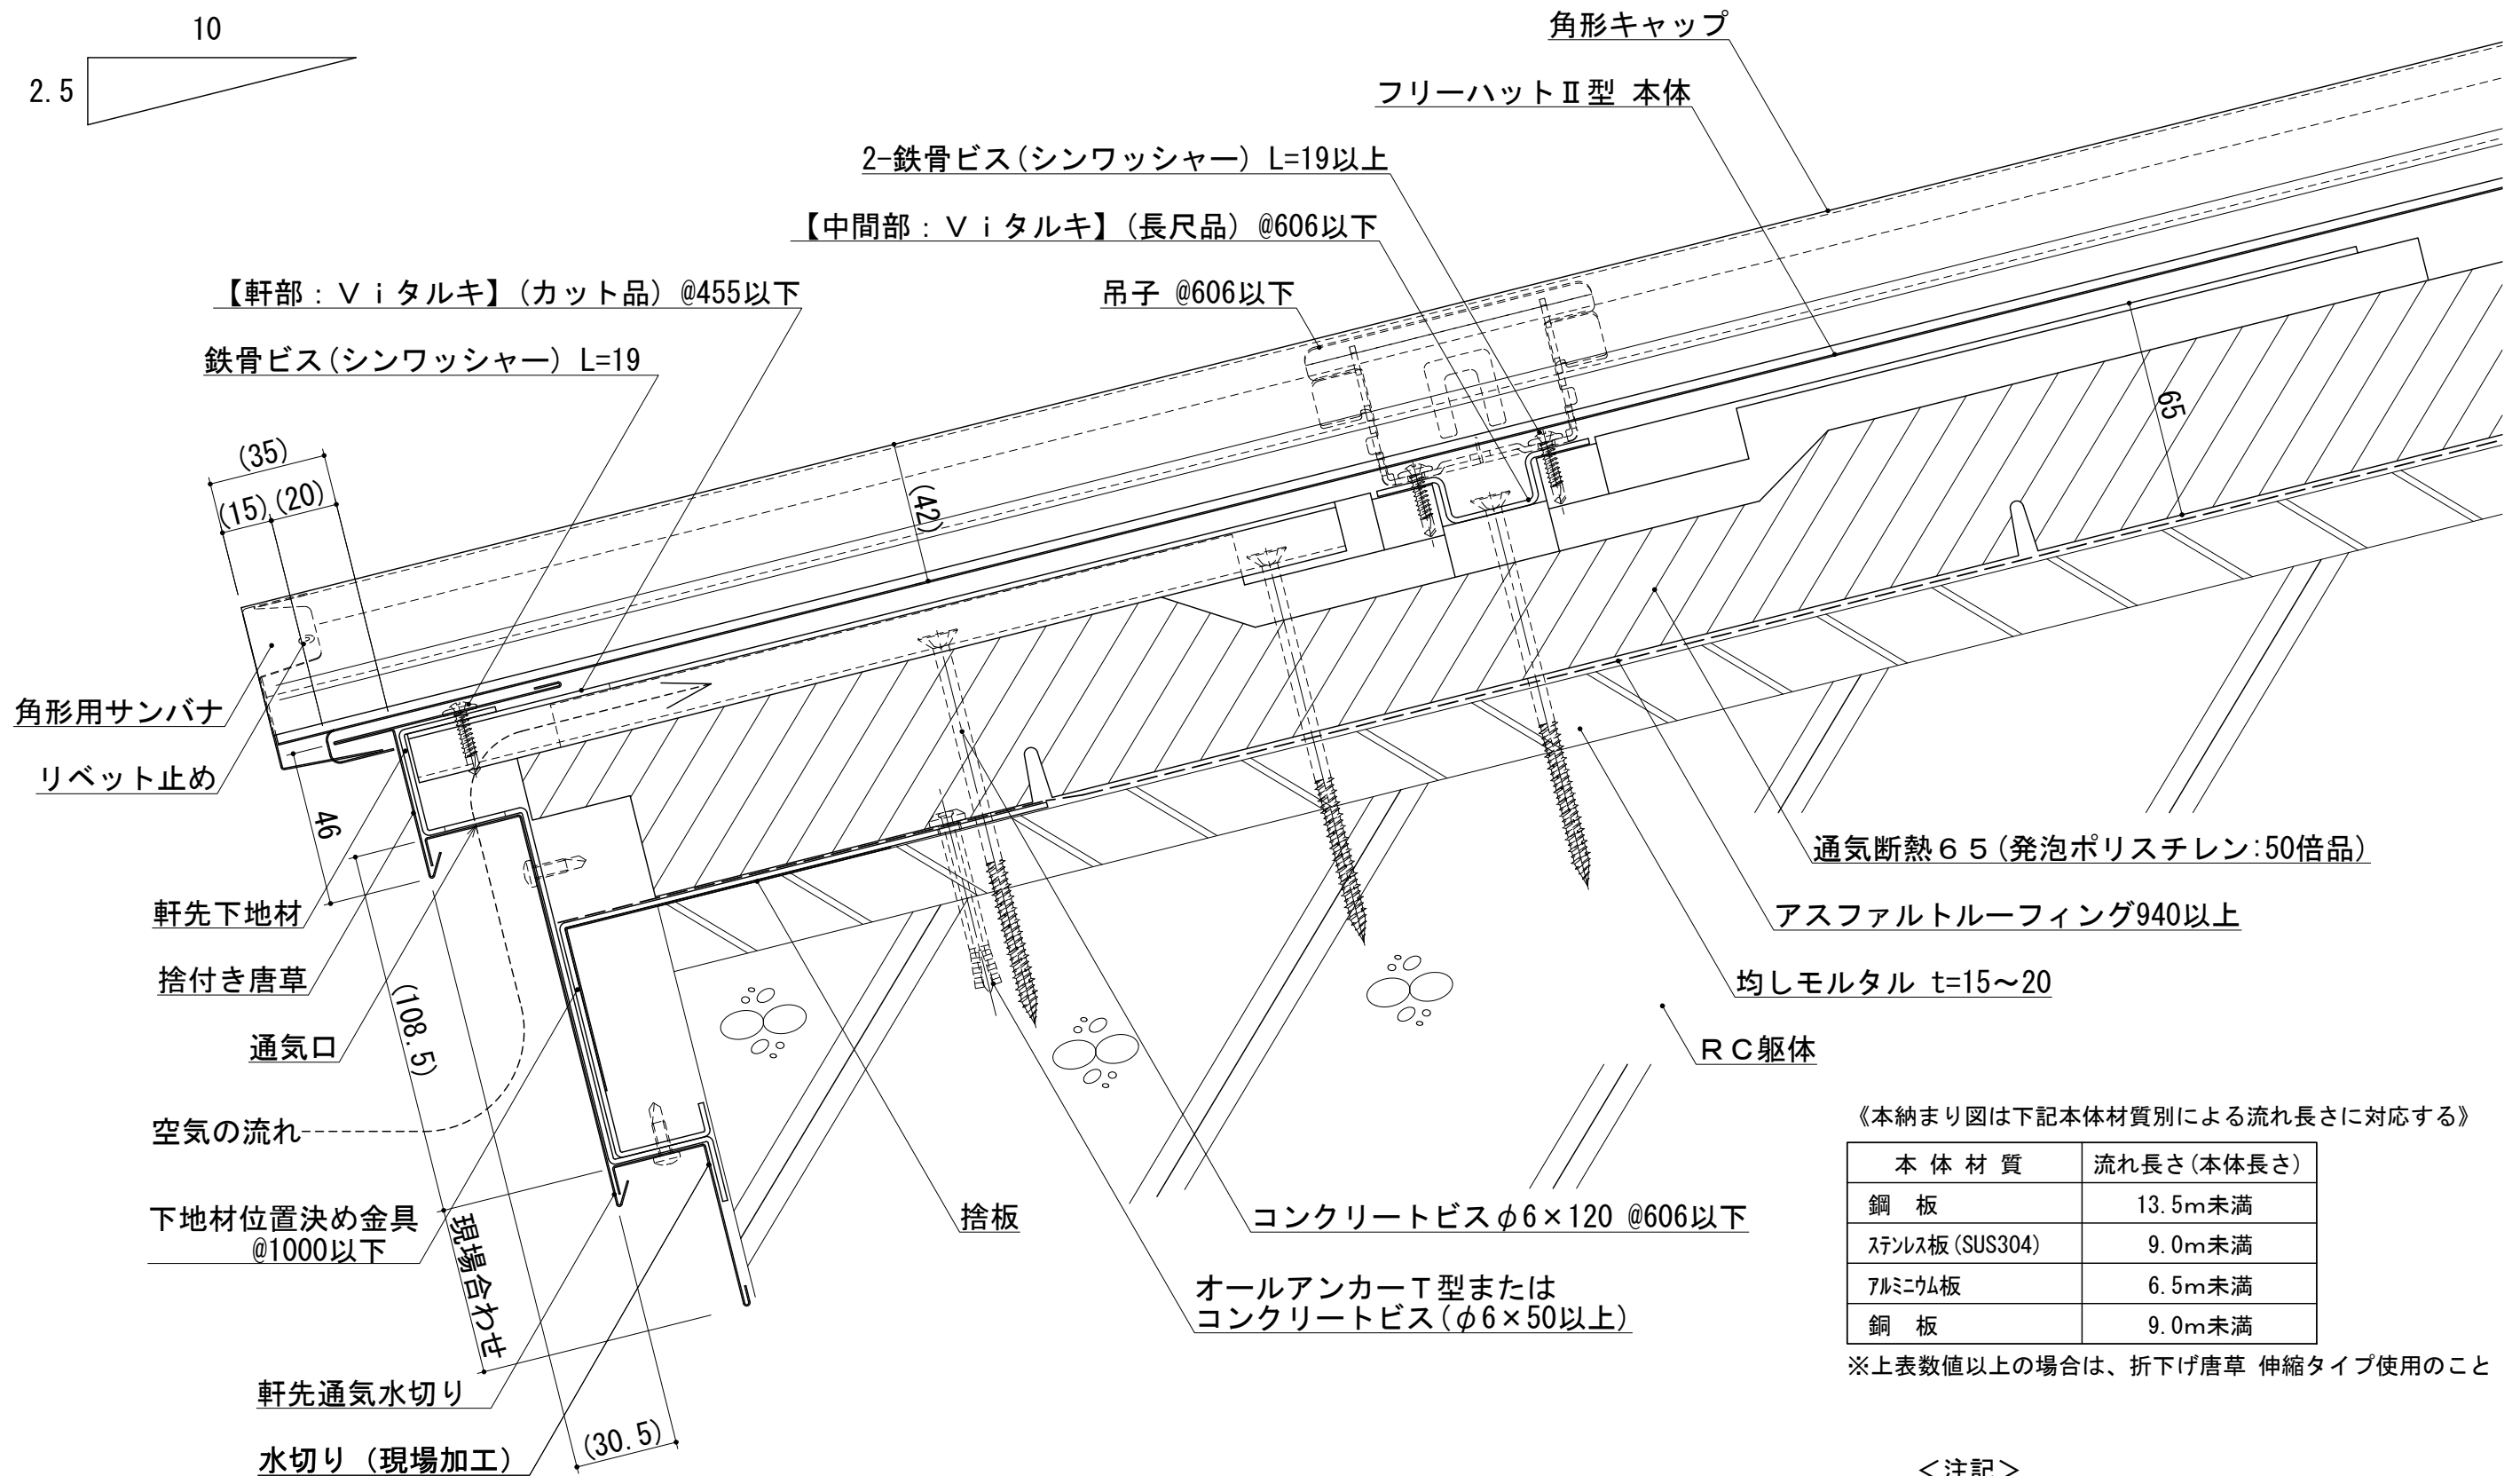 10
2.5
角形キャップ
フリーハットⅡ型 本体
2-鉄骨ビス(シンワッシャー) L=19以上
【中間部：Ｖｉタルキ】(長尺品) @606以下
【軒部：Ｖｉタルキ】(カット品) @455以下
吊子 @606以下
鉄骨ビス(シンワッシャー) L=19
(35)
(15)
(20)
(42)
65
角形用サンバナ
リベット止め
46
通気断熱６５(発泡ポリスチレン:50倍品)
軒先下地材
アスファルトルーフィング940以上
捨付き唐草
均しモルタル t=15～20
(108.5)
通気口
ＲＣ躯体
空気の流れ
《本納まり図は下記本体材質別による流れ長さに対応する》
本 体 材 質 流れ長さ(本体長さ)
鋼 板 13.5m未満
ｽﾃﾝﾚｽ板(SUS304) 9.0m未満
ｱﾙﾐﾆｳﾑ板 6.5m未満
銅 板 9.0m未満
※上表数値以上の場合は、折下げ唐草 伸縮タイプ使用のこと
下地材位置決め金具
@1000以下
現場合わせ
捨板
コンクリートビスφ6×120 @606以下
オールアンカーＴ型または
コンクリートビス(φ6×50以上)
軒先通気水切り
(30.5)
水切り（現場加工）
＜注記＞